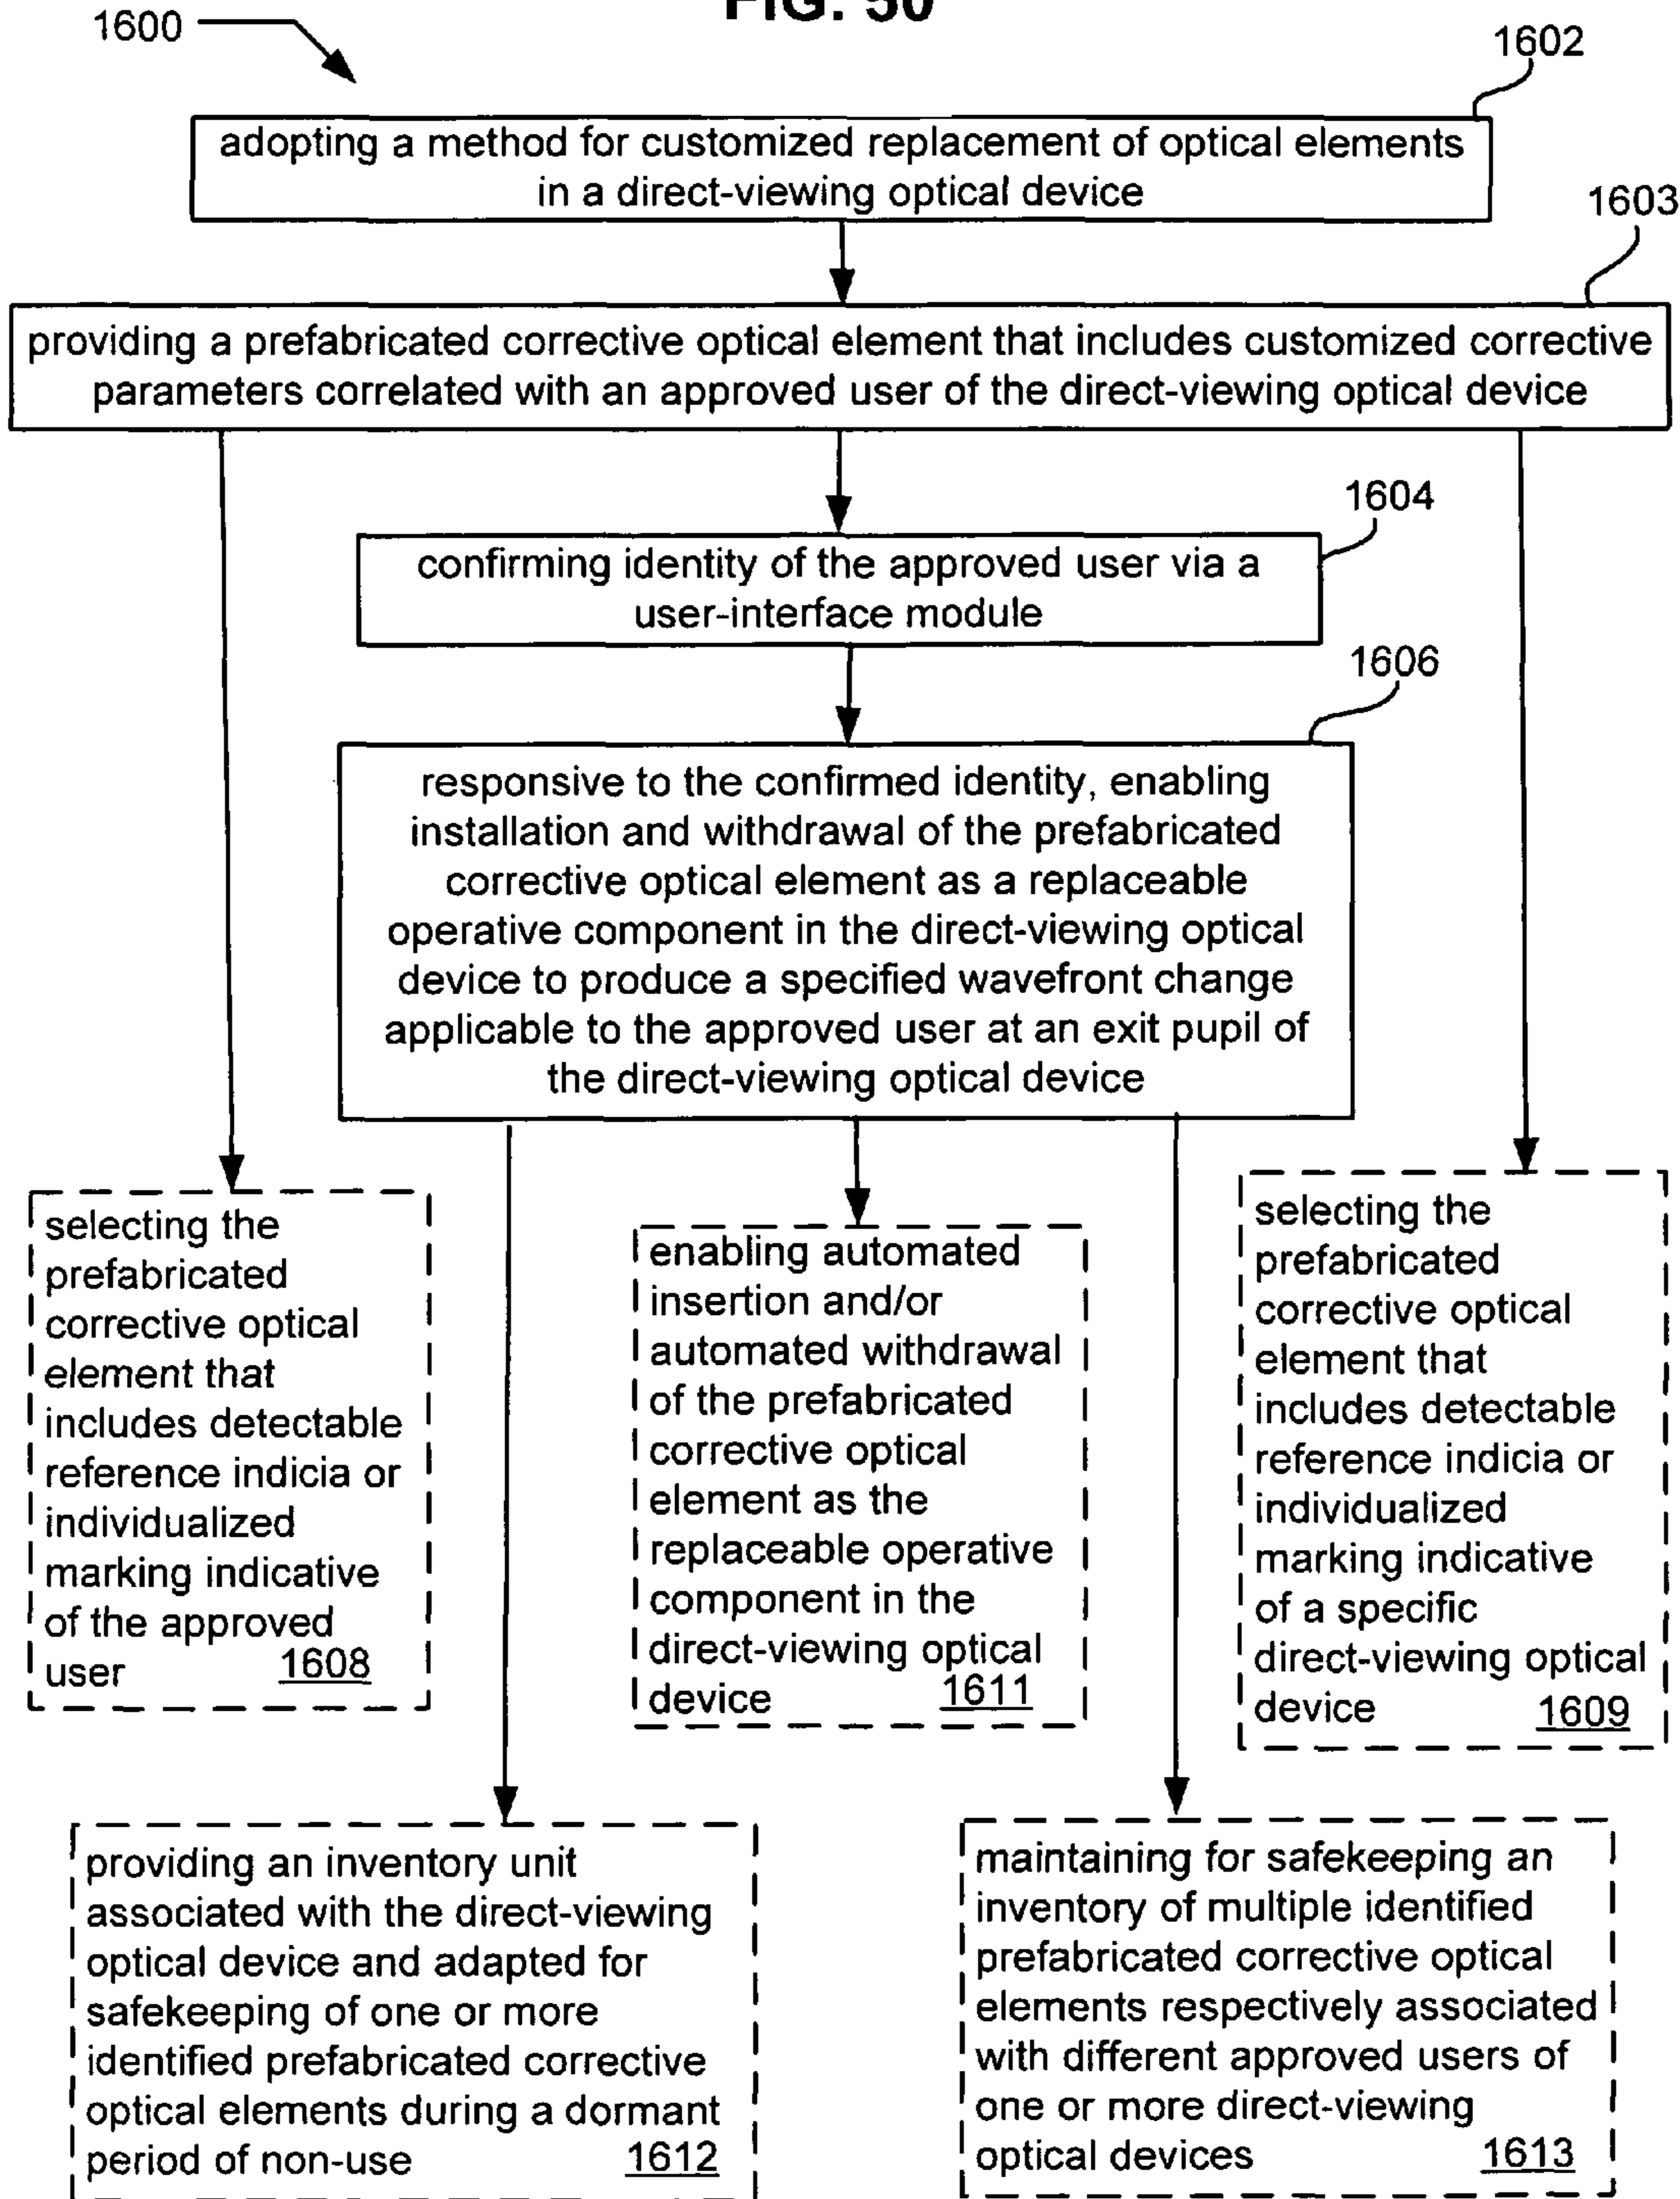 FIG. 50
1600
1602
adopting a method for customized replacement of optical elements
in a direct-viewing optical device
1603
providing a prefabricated corrective optical element that includes customized corrective
parameters correlated with an approved user of the direct-viewing optical device
1604
confirming identity of the approved user via a
user-interface module
1606
responsive to the confirmed identity, enabling
installation and withdrawal of the prefabricated
corrective optical element as a replaceable
operative component in the direct-viewing optical
device to produce a specified wavefront change
applicable to the approved user at an exit pupil of
the direct-viewing optical device
selecting the
prefabricated
corrective optical
element that
includes detectable
reference indicia or
individualized
marking indicative
of the approved
user 1608
enabling automated
insertion and/or
automated withdrawal
of the prefabricated
corrective optical
element as the
replaceable operative
component in the
direct-viewing optical
device 1611
selecting the
prefabricated
corrective optical
element that
includes detectable
reference indicia or
individualized
marking indicative
of a specific
direct-viewing optical
device 1609
providing an inventory unit
associated with the direct-viewing
optical device and adapted for
safekeeping of one or more
identified prefabricated corrective
optical elements during a dormant
period of non-use 1612
maintaining for safekeeping an
inventory of multiple identified
prefabricated corrective optical
elements respectively associated
with different approved users of
one or more direct-viewing
optical devices 1613